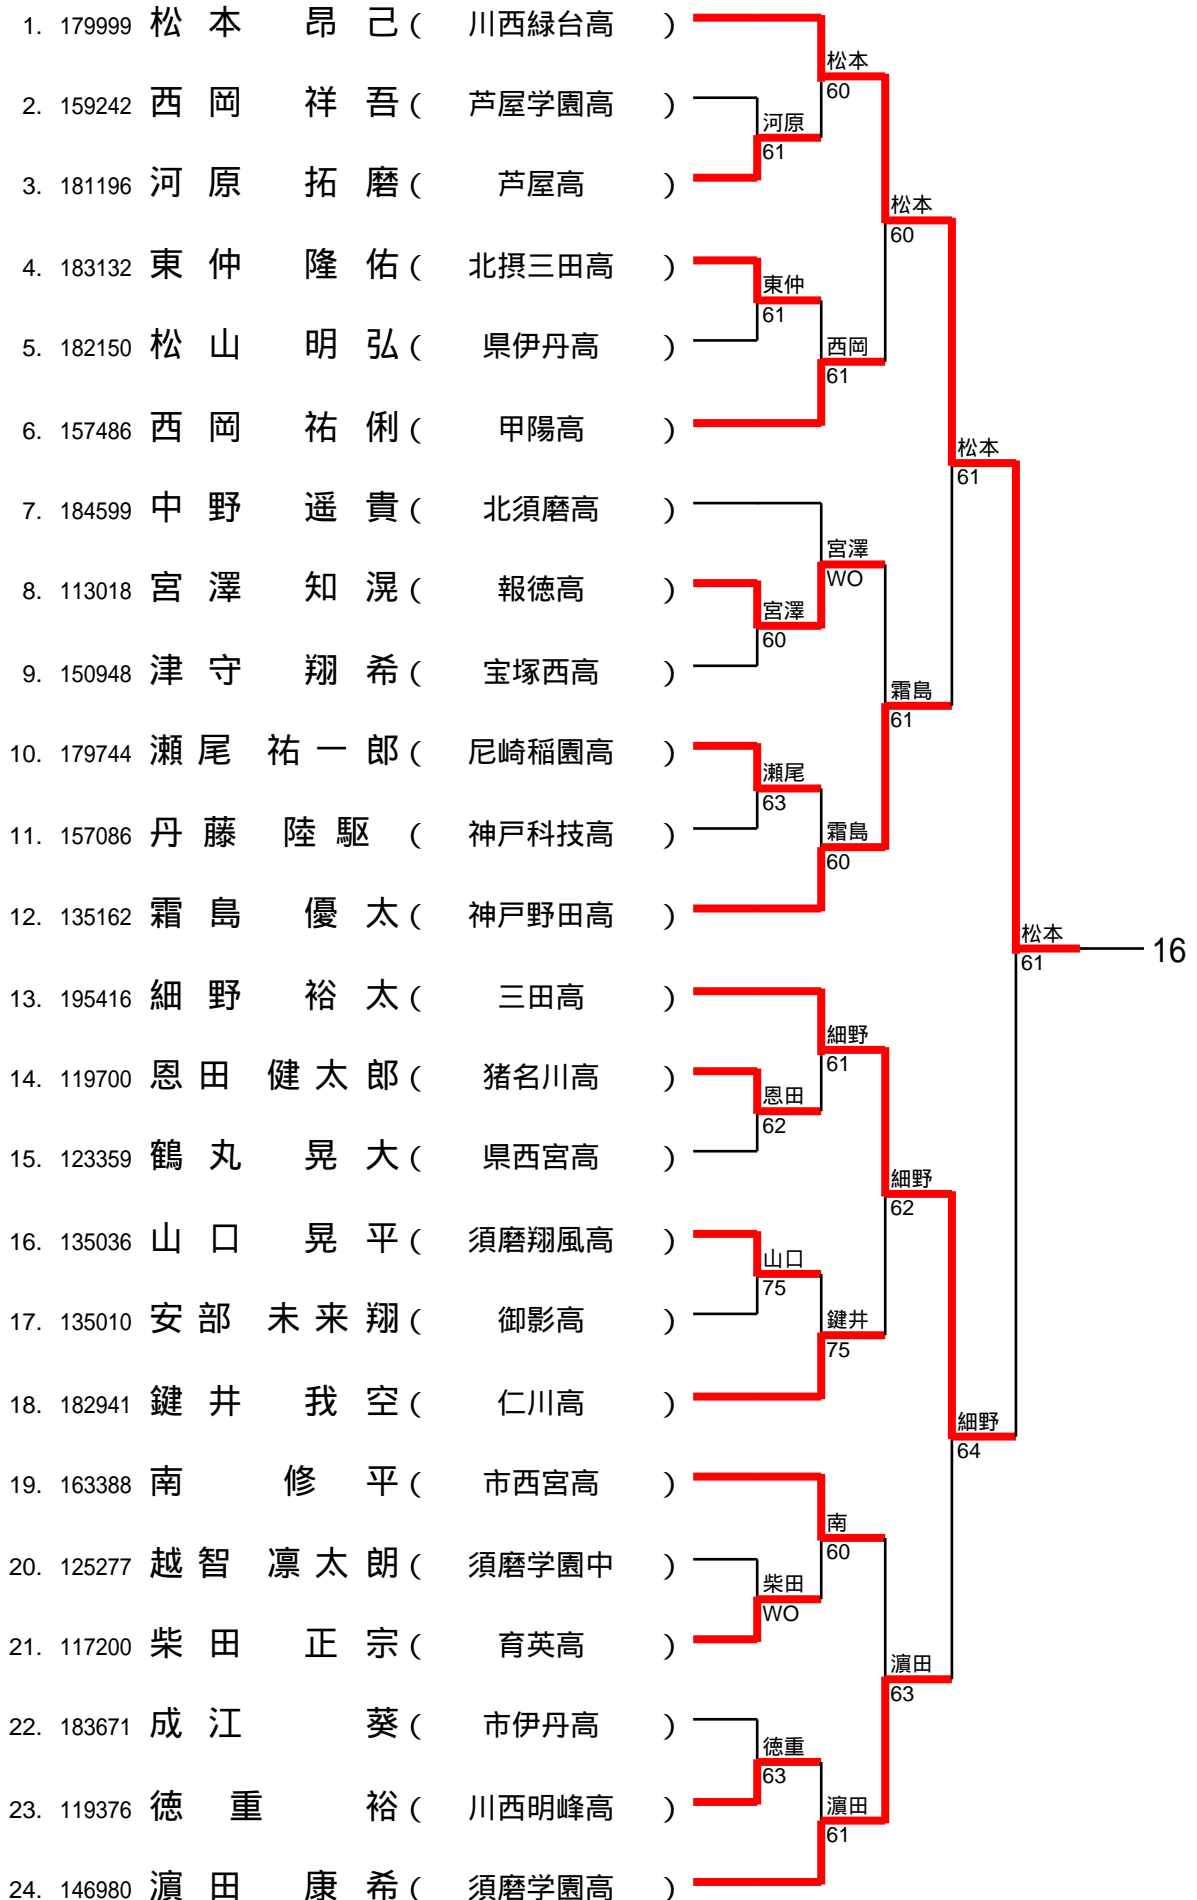 1. 179999 松本 昂己 ( 川西緑台高 )
松本
60
2. 159242 西岡 祥吾 ( 芦屋学園高 )
河原
61
3. 181196 河原 拓磨 ( 芦屋高 )
松本
60
4. 183132 東仲 隆佑 ( 北摂三田高 )
東仲
61
5. 182150 松山 明弘 ( 県伊丹高 )
西岡
61
6. 157486 西岡 祐俐 ( 甲陽高 )
松本
61
7. 184599 中野 遥貴 ( 北須磨高 )
宮澤
WO
8. 113018 宮澤 知滉 ( 報徳高 )
宮澤
60
9. 150948 津守 翔希 ( 宝塚西高 )
霜島
61
10. 179744 瀬尾 祐一郎 ( 尼崎稲園高 )
瀬尾
63
11. 157086 丹藤 陸駆 ( 神戸科技高 )
霜島
60
12. 135162 霜島 優太 ( 神戸野田高 )
松本
61
16
13. 195416 細野 裕太 ( 三田高 )
細野
61
14. 119700 恩田 健太郎 ( 猪名川高 )
恩田
62
15. 123359 鶴丸 晃大 ( 県西宮高 )
細野
62
16. 135036 山口 晃平 ( 須磨翔風高 )
山口
75
17. 135010 安部 未来翔 ( 御影高 )
鍵井
75
18. 182941 鍵井 我空 ( 仁川高 )
細野
64
19. 163388 南 修平 ( 市西宮高 )
南
60
20. 125277 越智 凛太朗 ( 須磨学園中 )
柴田
WO
21. 117200 柴田 正宗 ( 育英高 )
濵田
63
22. 183671 成江 葵 ( 市伊丹高 )
徳重
63
23. 119376 徳重 裕 ( 川西明峰高 )
濵田
61
24. 146980 濵田 康希 ( 須磨学園高 )